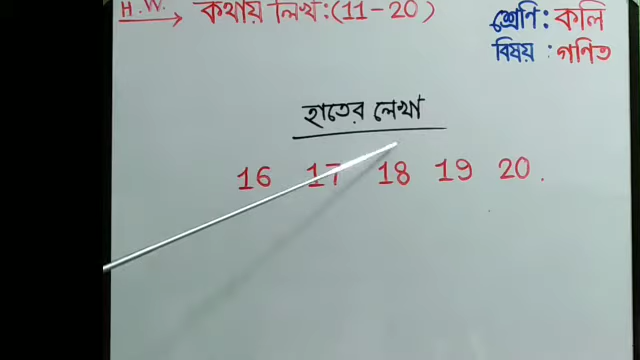 H.W. → কথায় লিখ:(11-20)
শ্রেণি: কলি
বিষয় : গণিত
হাতের লেখা
16 17 18 19 20.